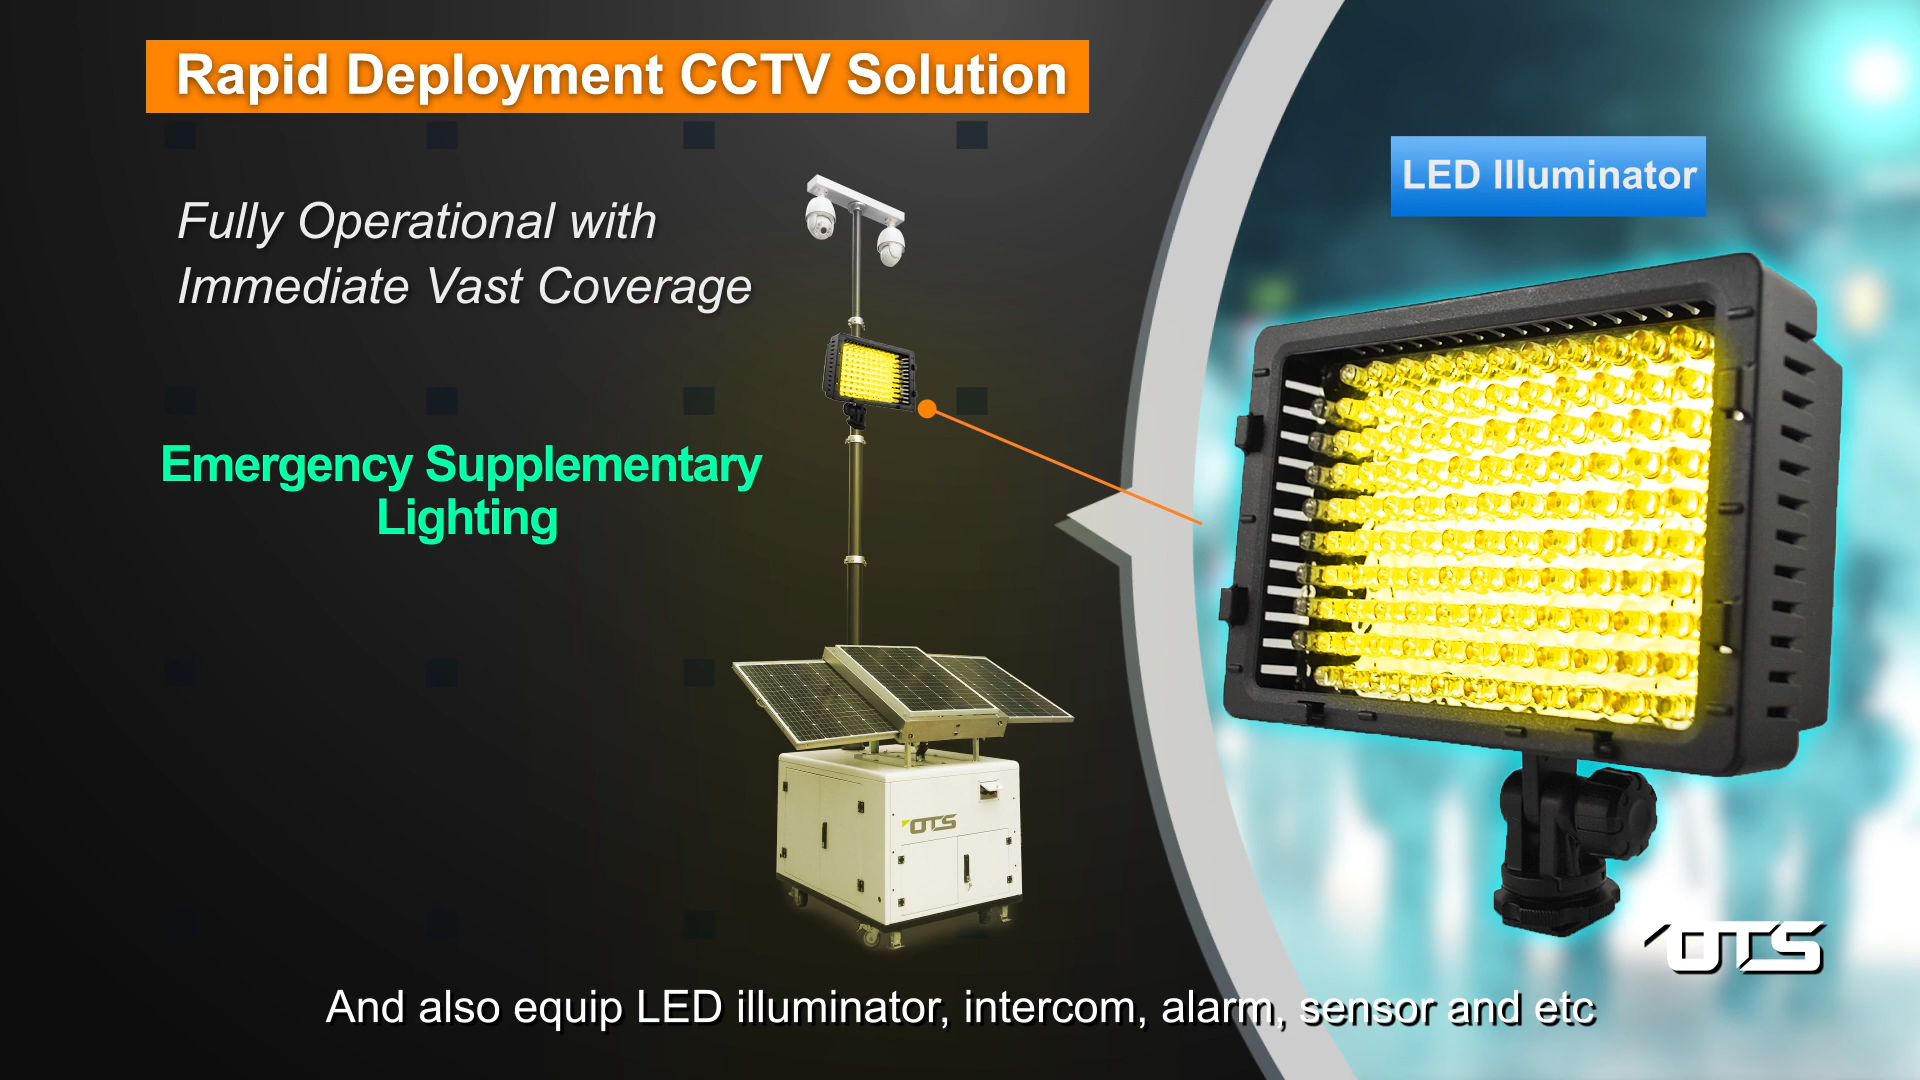 Rapid Deployment CCTV Solution
LED Illuminator
Fully Operational with
Immediate Vast Coverage
Emergency Supplementary
Lighting
OTS
OTS
And also equip LED illuminator, intercom, alarm, sensor and etc